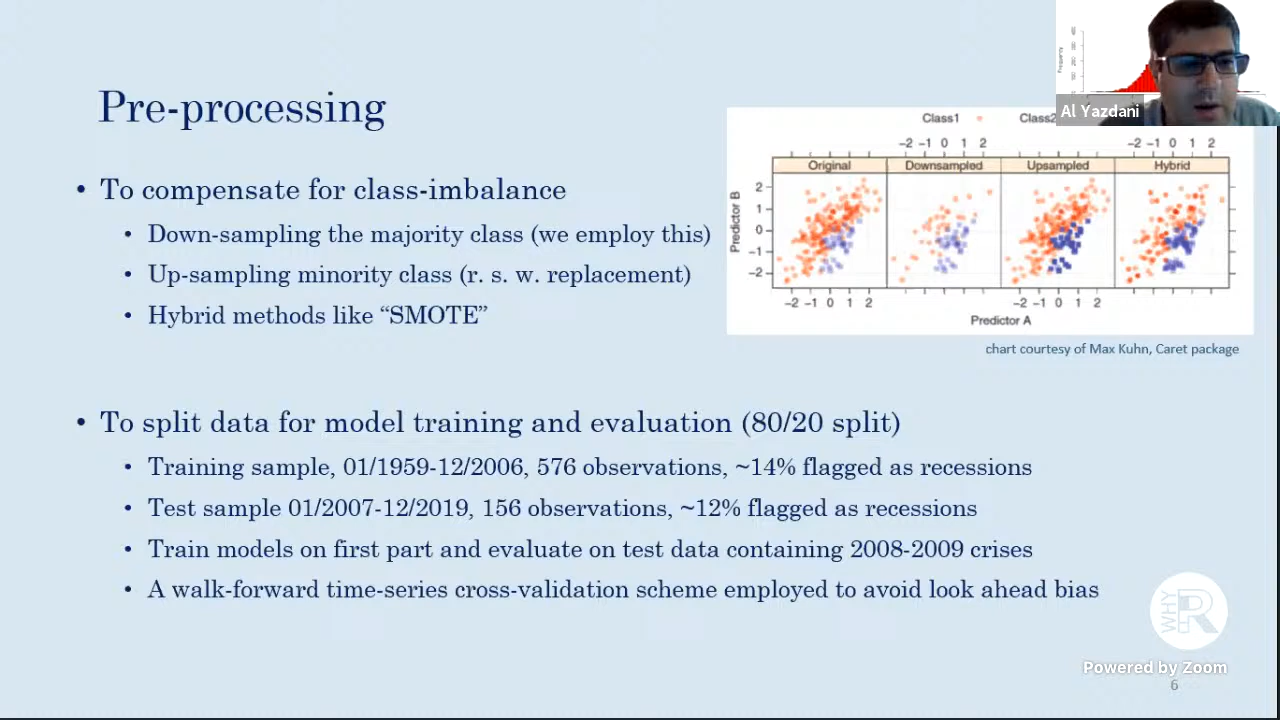 Pre-processing
• To compensate for class-imbalance
• Down-sampling the majority class (we employ this)
• Up-sampling minority class (r. s. w. replacement)
• Hybrid methods like “SMOTE”
Al Yazdani
Frequency
Class1 Class2
−2 −1 0 1 2 −2 −1 0 1 2
Original Downsampled Upsampled Hybrid
Predictor B
2
1
0
−1
−2
−2 −1 0 1 2 −2 −1 0 1 2
Predictor A
chart courtesy of Max Kuhn, Caret package
• To split data for model training and evaluation (80/20 split)
• Training sample, 01/1959-12/2006, 576 observations, ~14% flagged as recessions
• Test sample 01/2007-12/2019, 156 observations, ~12% flagged as recessions
• Train models on first part and evaluate on test data containing 2008-2009 crises
• A walk-forward time-series cross-validation scheme employed to avoid look ahead bias
WHY R
Powered by Zoom
6